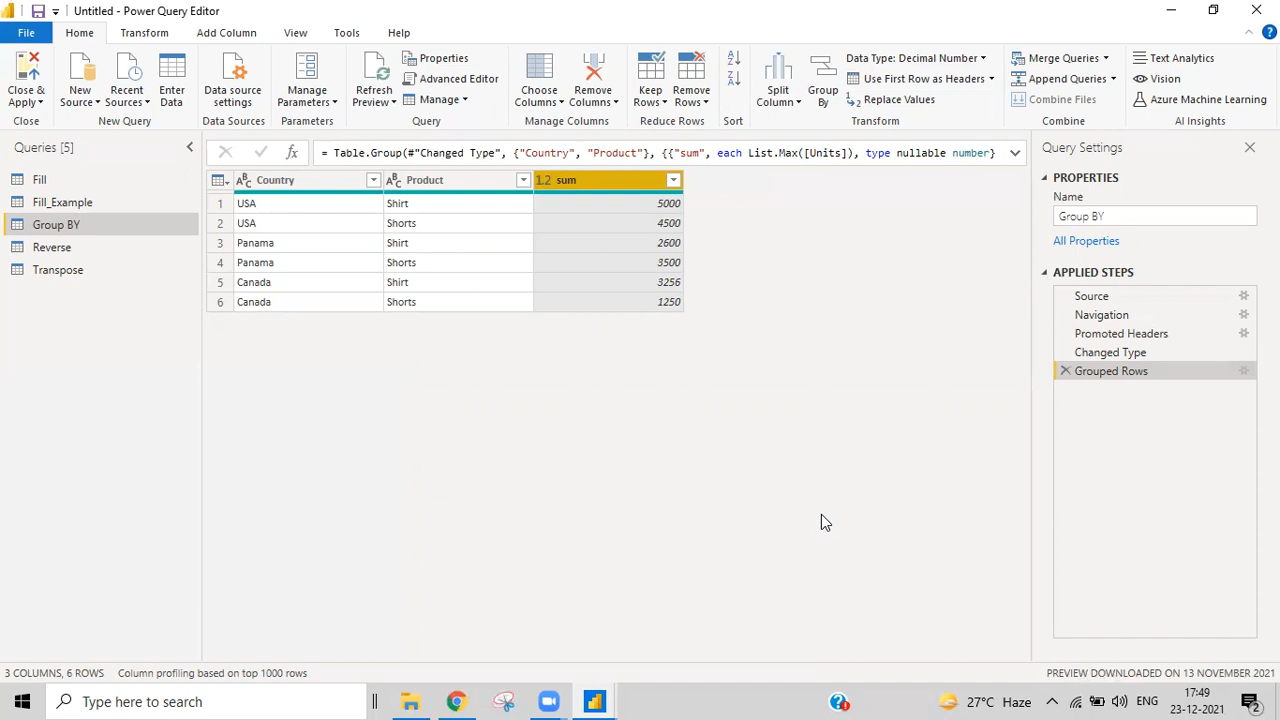 Untitled - Power Query Editor
File Home Transform Add Column View Tools Help
Close & Apply
New Source
Recent Sources
Enter Data
Data source settings
Manage Parameters
Refresh Preview
Properties
Advanced Editor
Manage
Choose Columns
Remove Columns
Keep Rows
Remove Rows
Split Column
Group By
Data Type: Decimal Number
Use First Row as Headers
Replace Values
Merge Queries
Append Queries
Combine Files
Text Analytics
Vision
Azure Machine Learning
Close New Query Data Sources Parameters Query Manage Columns Reduce Rows Sort Transform Combine AI Insights
Queries [5]
Fill
Fill_Example
Group BY
Reverse
Transpose
= Table.Group(#"Changed Type", {"Country", "Product"}, {{"sum", each List.Max([Units]), type nullable number}
Country Product 1.2 sum
1 USA Shirt 5000
2 USA Shorts 4500
3 Panama Shirt 2600
4 Panama Shorts 3500
5 Canada Shirt 3256
6 Canada Shorts 1250
Query Settings
PROPERTIES
Name
Group BY
All Properties
APPLIED STEPS
Source
Navigation
Promoted Headers
Changed Type
Grouped Rows
3 COLUMNS, 6 ROWS Column profiling based on top 1000 rows
PREVIEW DOWNLOADED ON 13 NOVEMBER 2021
Type here to search
27°C Haze
ENG
17:49
23-12-2021
2